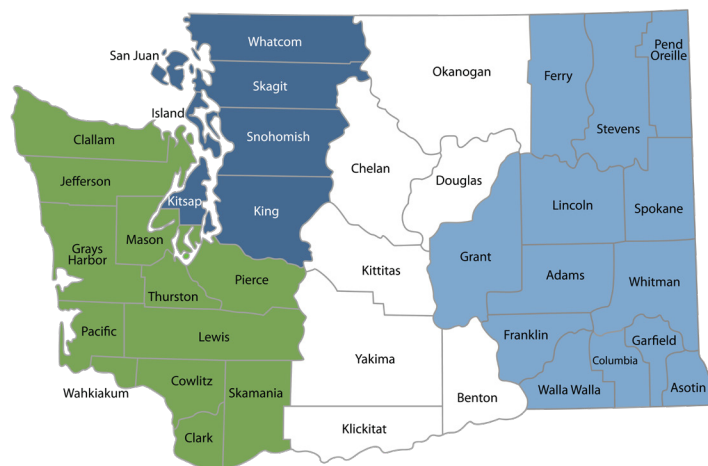 Whatcom
San Juan
Okanogan
Pend
Oreille
Ferry
Skagit
Island
Stevens
Snohomish
Clallam
Chelan
Douglas
Jefferson
Kitsap
King
Lincoln
Spokane
Mason
Grays
Harbor
Grant
Kittitas
Pierce
Adams
Whitman
Thurston
Pacific
Lewis
Franklin
Garfield
Yakima
Columbia
Cowlitz
Wahkiakum
Skamania
Walla Walla
Asotin
Benton
Klickitat
Clark